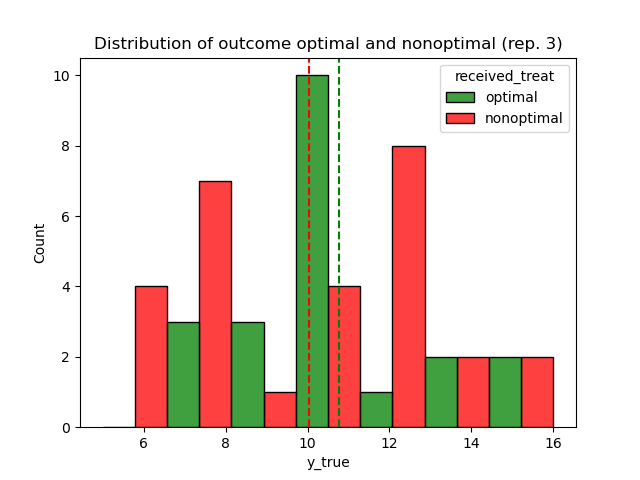 Distribution of outcome optimal and nonoptimal (rep. 3)
received_treat
optimal
nonoptimal
Count
10
8
6
4
2
0
6 8 10 12 14 16
y_true